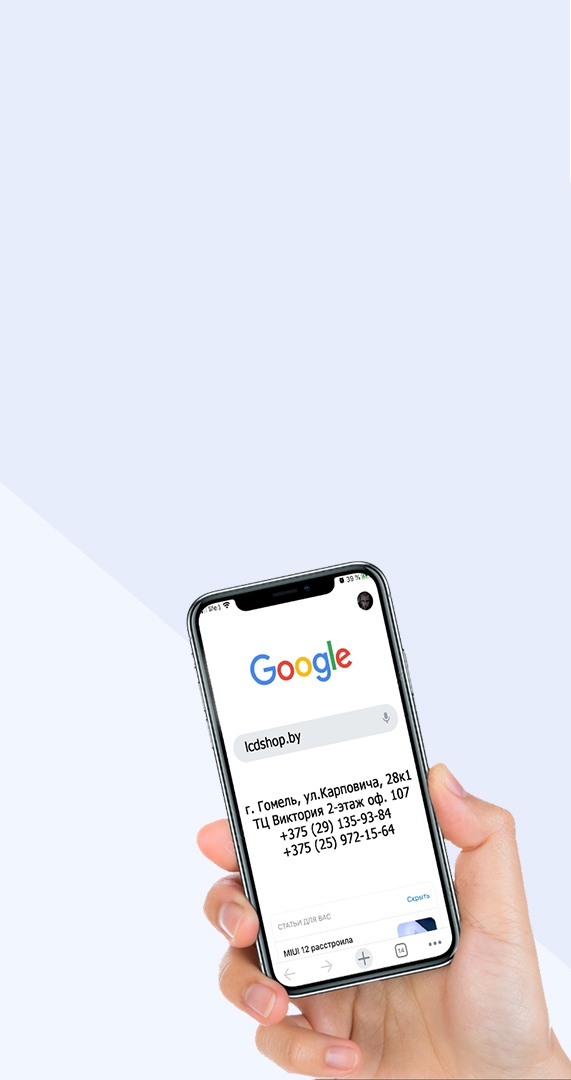 life:)
39 %
Google
lcdshop.by
г. Гомель, ул.Карповича, 28к1
ТЦ Виктория 2-этаж оф. 107
+375 (29) 135-93-84
+375 (25) 972-15-64
СТАТЬИ ДЛЯ ВАС
Скрыть
MIUI 12 расстроила
14